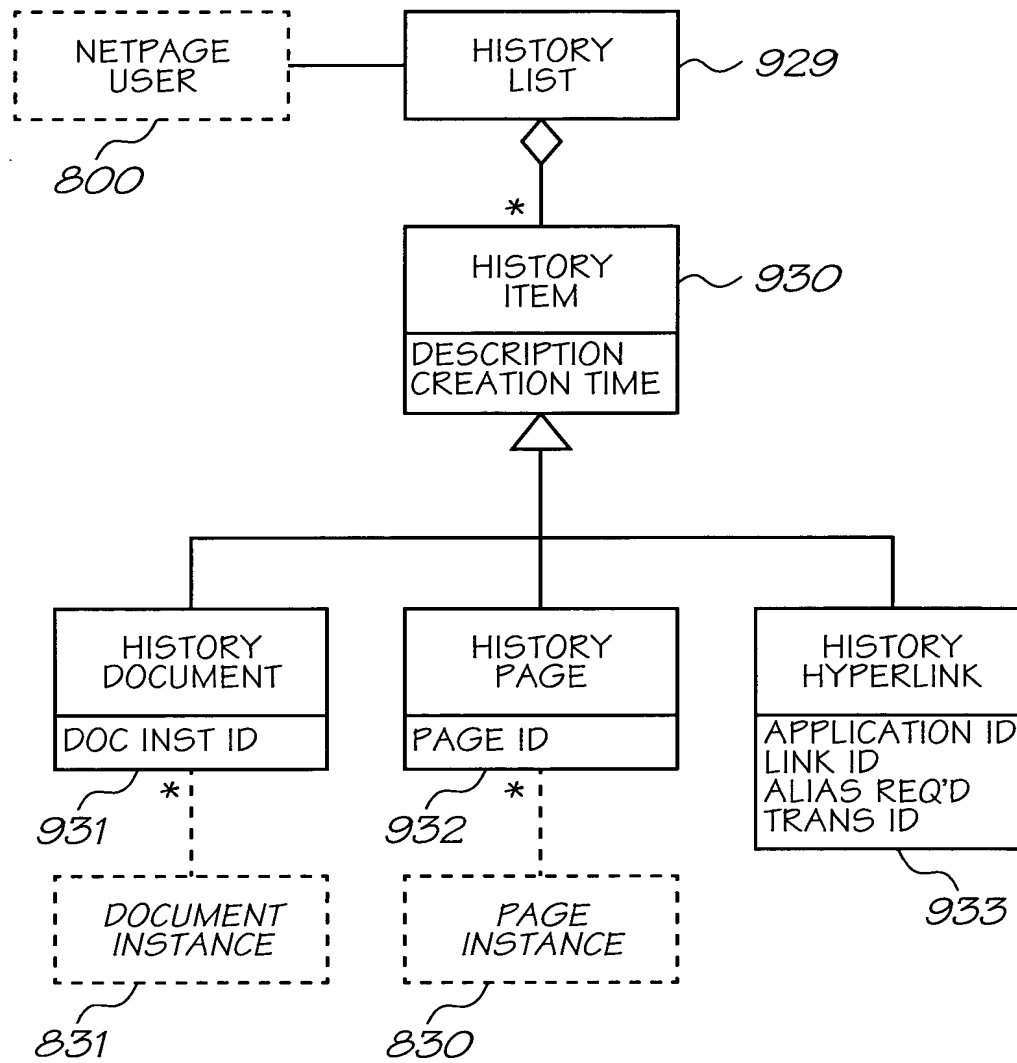 NETPAGE
USER
800
HISTORY
LIST
929
*
HISTORY
ITEM
930
DESCRIPTION
CREATION TIME
HISTORY
DOCUMENT
DOC INST ID
931
*
HISTORY
PAGE
PAGE ID
932
*
HISTORY
HYPERLINK
APPLICATION ID
LINK ID
ALIAS REQ'D
TRANS ID
933
DOCUMENT
INSTANCE
831
PAGE
INSTANCE
830